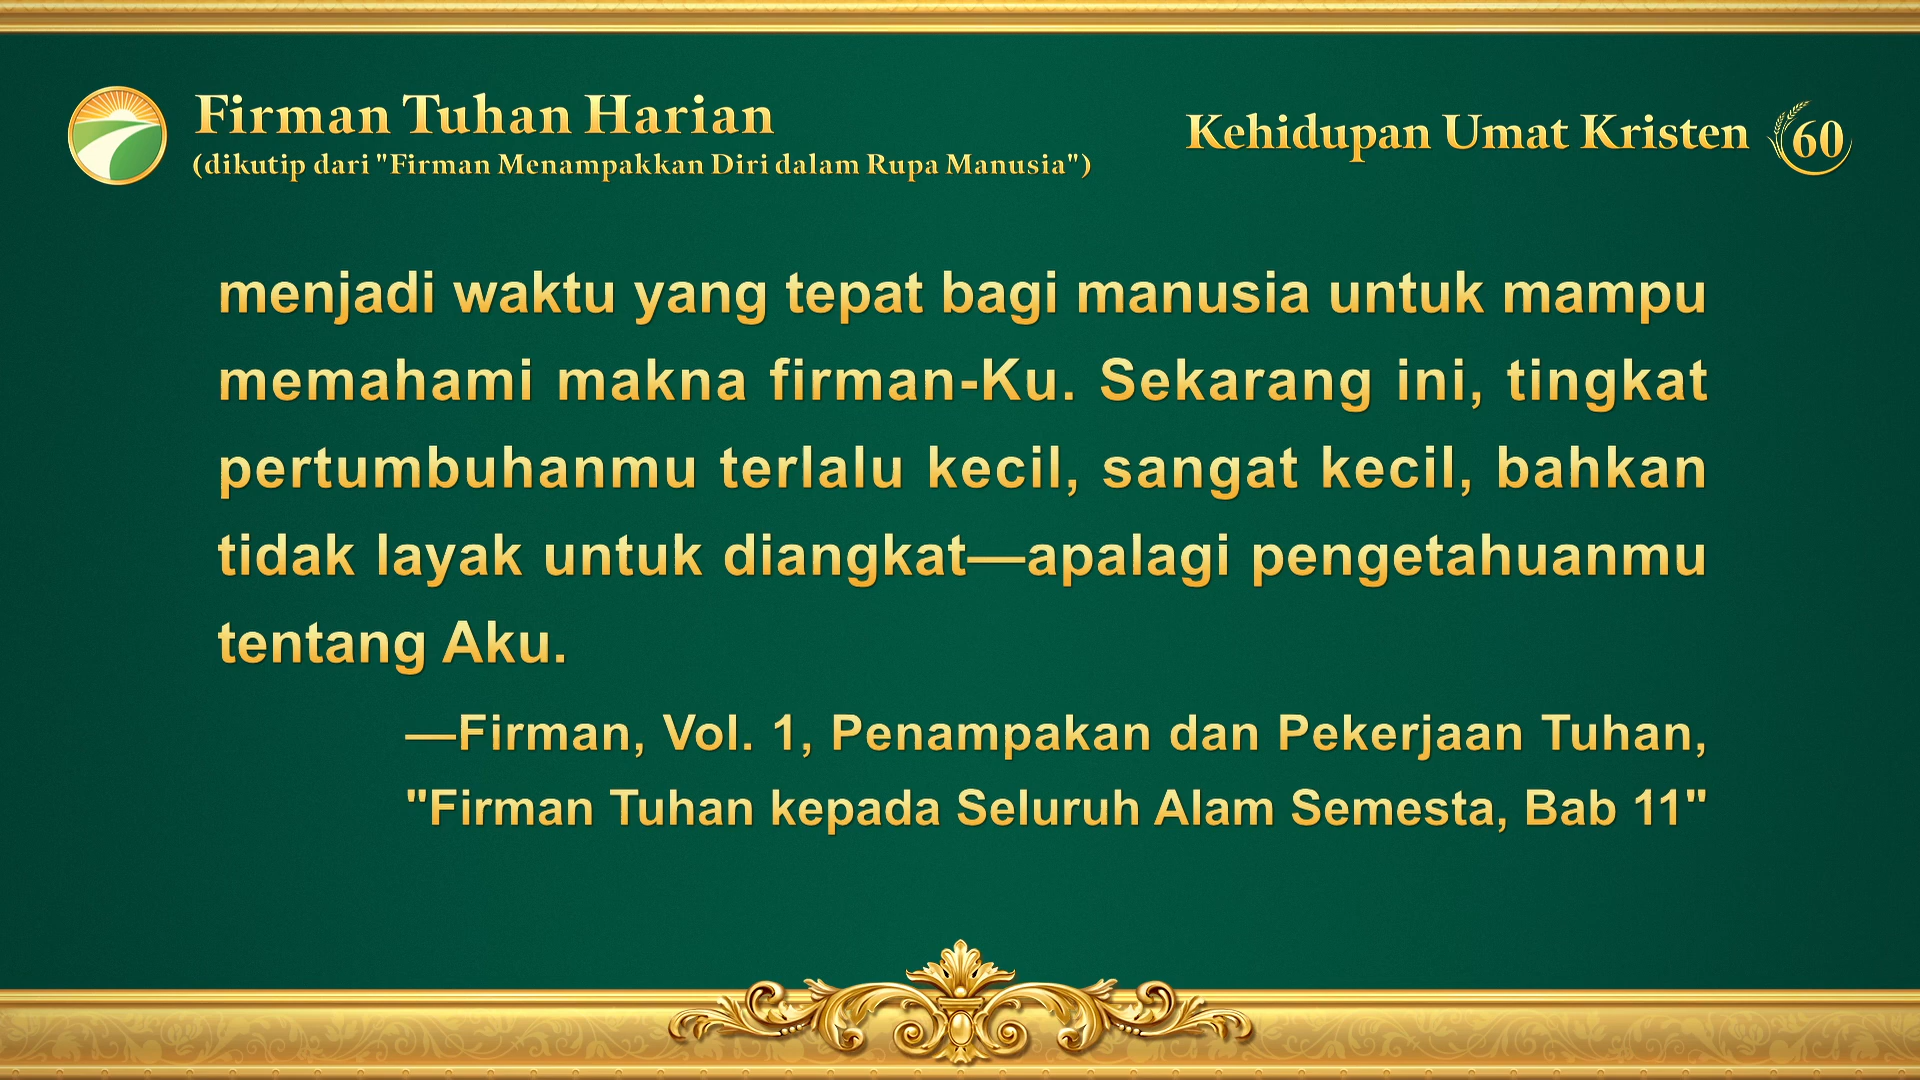 Firman Tuhan Harian
(dikutip dari "Firman Menampakkan Diri dalam Rupa Manusia")
Kehidupan Umat Kristen 60
menjadi waktu yang tepat bagi manusia untuk mampu
memahami makna firman-Ku. Sekarang ini, tingkat
pertumbuhanmu terlalu kecil, sangat kecil, bahkan
tidak layak untuk diangkat—apalagi pengetahuanmu
tentang Aku.
—Firman, Vol. 1, Penampakan dan Pekerjaan Tuhan,
"Firman Tuhan kepada Seluruh Alam Semesta, Bab 11"